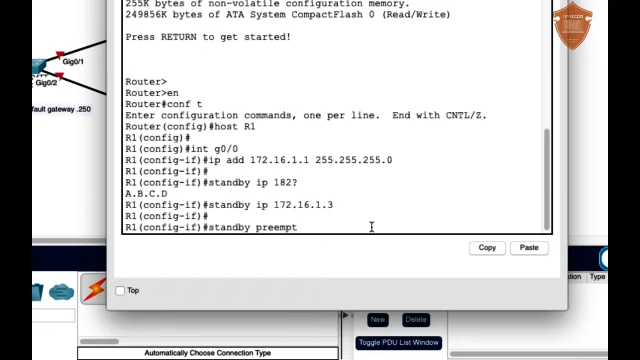 255K bytes of non-volatile configuration memory.
249856K bytes of ATA System CompactFlash 0 (Read/Write)
Press RETURN to get started!
Router>
Router>en
Router#conf t
Enter configuration commands, one per line.  End with CNTL/Z.
Router(config)#host R1
R1(config)#
R1(config)#int g0/0
R1(config-if)#ip add 172.16.1.1 255.255.255.0
R1(config-if)#
R1(config-if)#standby ip 182?
A.B.C.D
R1(config-if)#standby ip 172.16.1.3
R1(config-if)#
R1(config-if)#standby preempt
Gig0/1
Gig0/2
fault gateway .250
Copy
Paste
Top
ation
Type
New
Delete
Toggle PDU List Window
Automatically Choose Connection Type